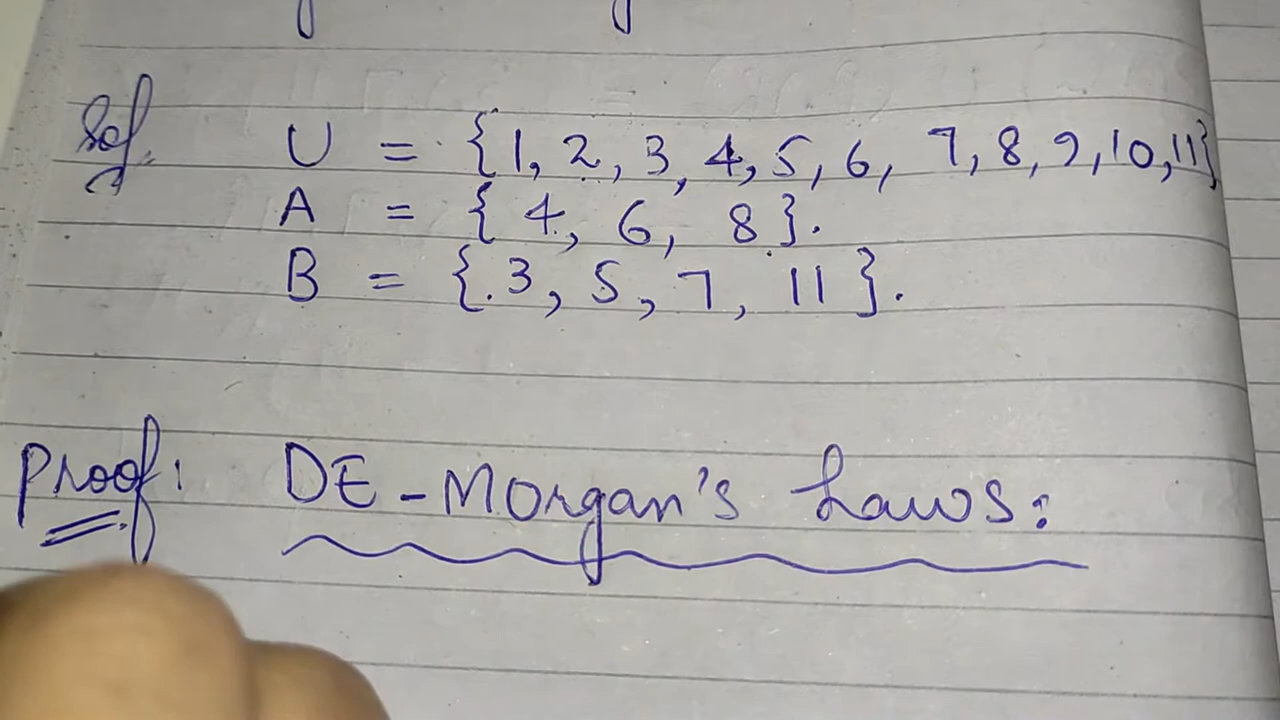 Sol. U = {1, 2, 3, 4, 5, 6, 7, 8, 9, 10, 11}
A = {4, 6, 8}.
B = {3, 5, 7, 11}.
Proof: DE-Morgan's Laws: